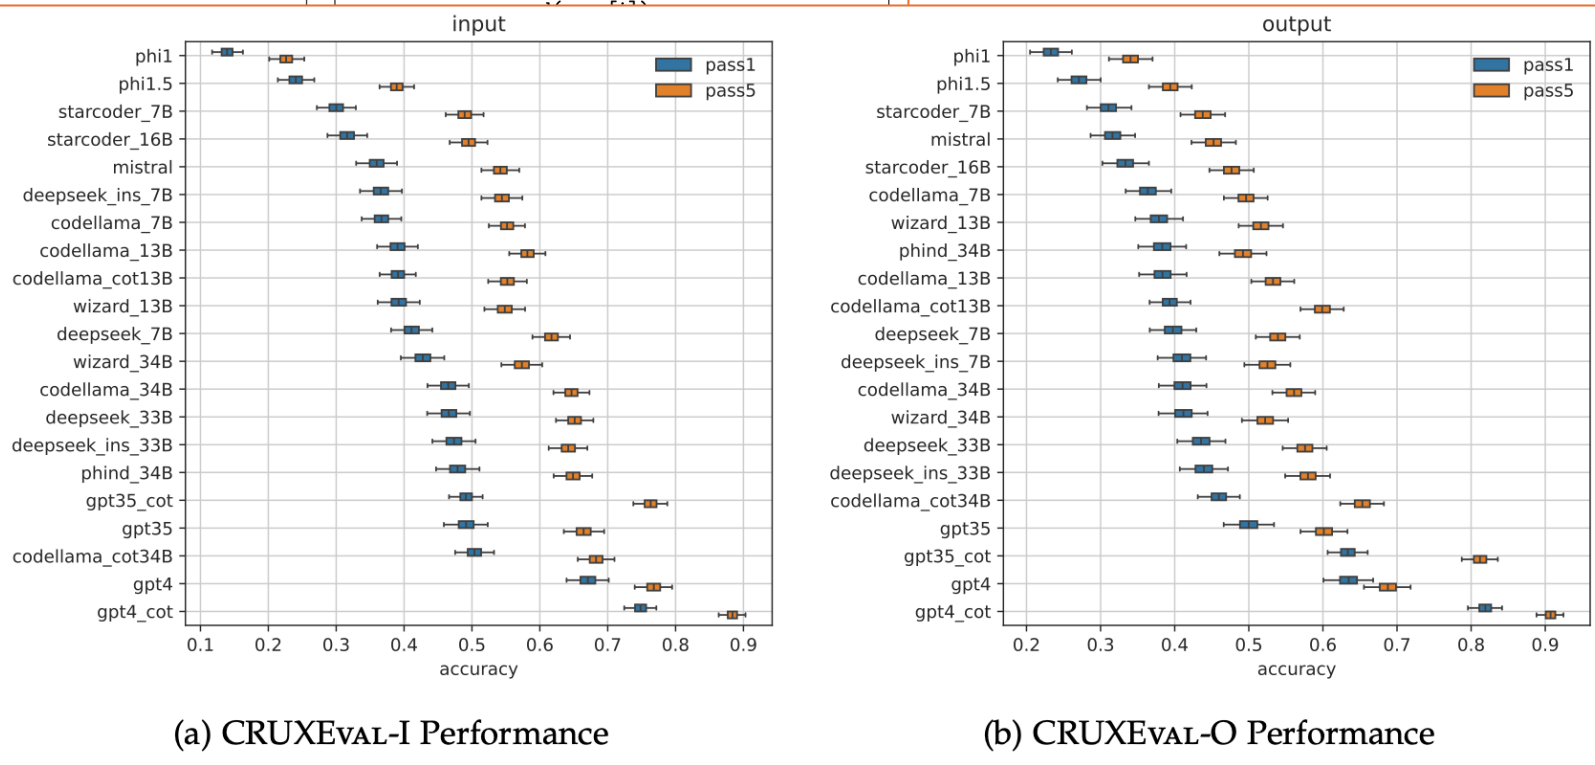 input
phi1
phi1.5
starcoder_7B
starcoder_16B
mistral
deepseek_ins_7B
codellama_7B
codellama_13B
codellama_cot13B
wizard_13B
deepseek_7B
wizard_34B
codellama_34B
deepseek_33B
deepseek_ins_33B
phind_34B
gpt35_cot
gpt35
codellama_cot34B
gpt4
gpt4_cot
pass1
pass5
0.1 0.2 0.3 0.4 0.5 0.6 0.7 0.8 0.9
accuracy
(a) CRUXEval-I Performance
output
phi1
phi1.5
starcoder_7B
mistral
starcoder_16B
codellama_7B
wizard_13B
phind_34B
codellama_13B
codellama_cot13B
deepseek_7B
deepseek_ins_7B
codellama_34B
wizard_34B
deepseek_33B
deepseek_ins_33B
codellama_cot34B
gpt35
gpt35_cot
gpt4
gpt4_cot
pass1
pass5
0.2 0.3 0.4 0.5 0.6 0.7 0.8 0.9
accuracy
(b) CRUXEval-O Performance